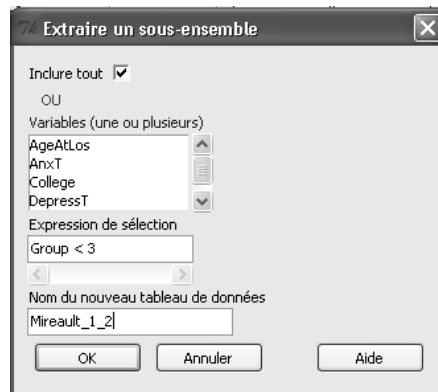 Extraire un sous-ensemble
Inclure tout
OU
Variables (une ou plusieurs)
AgeAtLos
AnxT
College
DepressT
Expression de sélection
Group < 3
Nom du nouveau tableau de données
Mireault_1_2
OK Annuler Aide